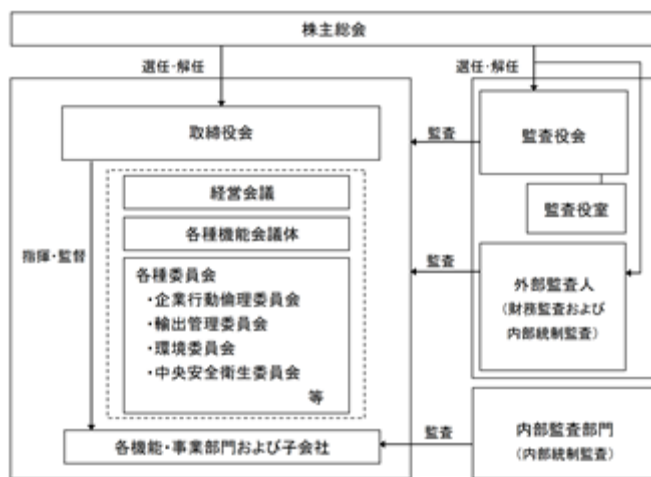 株主総会
選任・解任
選任・解任
取締役会
監査
監査役会
経営会議
監査役室
各種機能会議体
指揮・監督
監査
各種委員会
・企業行動倫理委員会
・輸出管理委員会
・環境委員会
・中央安全衛生委員会
等
外部監査人
(財務監査および
内部統制監査)
各機能・事業部門および子会社
監査
内部監査部門
(内部統制監査)